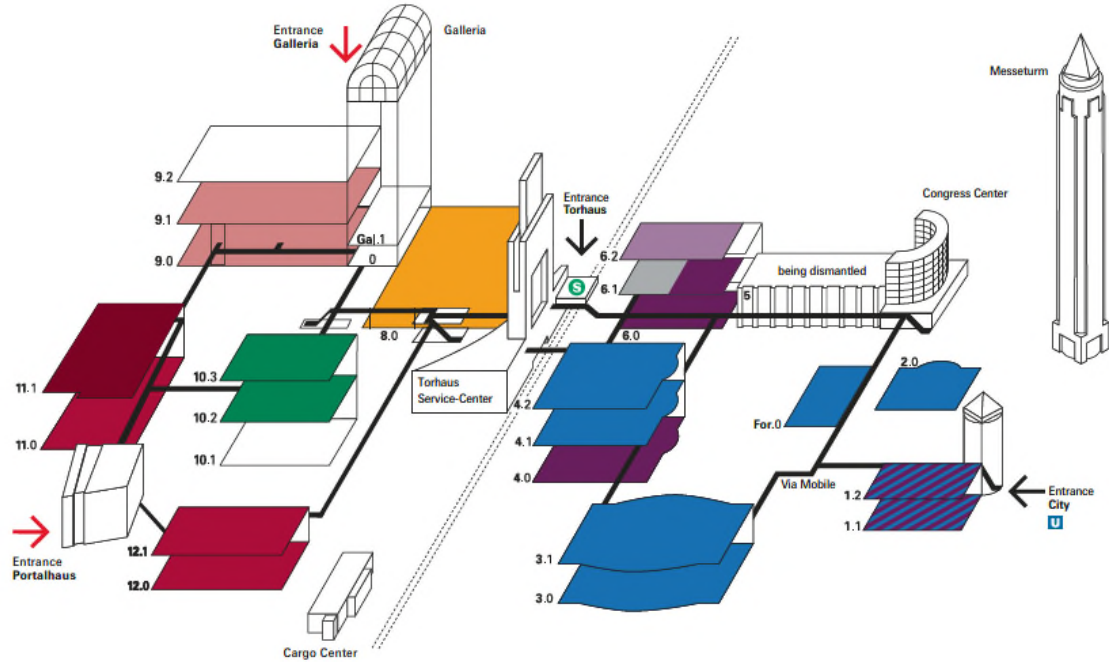 Entrance
Galleria
Galleria
Messeturm
9.2
9.1
9.0
Gal.1
0
Entrance
Torhaus
S
Congress Center
6.2
6.1
6.0
being dismantled
5
8.0
Torhaus
Service-Center
11.1
11.0
10.3
10.2
10.1
4.2
4.1
4.0
2.0
For.0
Via Mobile
1.2
1.1
Entrance
City
U
Entrance
Portalhaus
12.1
12.0
3.1
3.0
Cargo Center